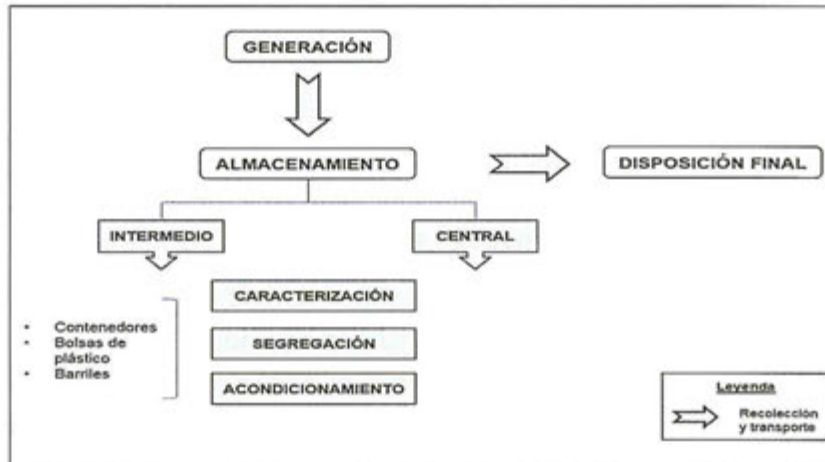 GENERACIÓN
ALMACENAMIENTO
DISPOSICIÓN FINAL
INTERMEDIO
CENTRAL
CARACTERIZACIÓN
SEGREGACIÓN
ACONDICIONAMIENTO
• Contenedores
• Bolsas de
plástico
• Barriles
Leyenda
Recolección
y transporte